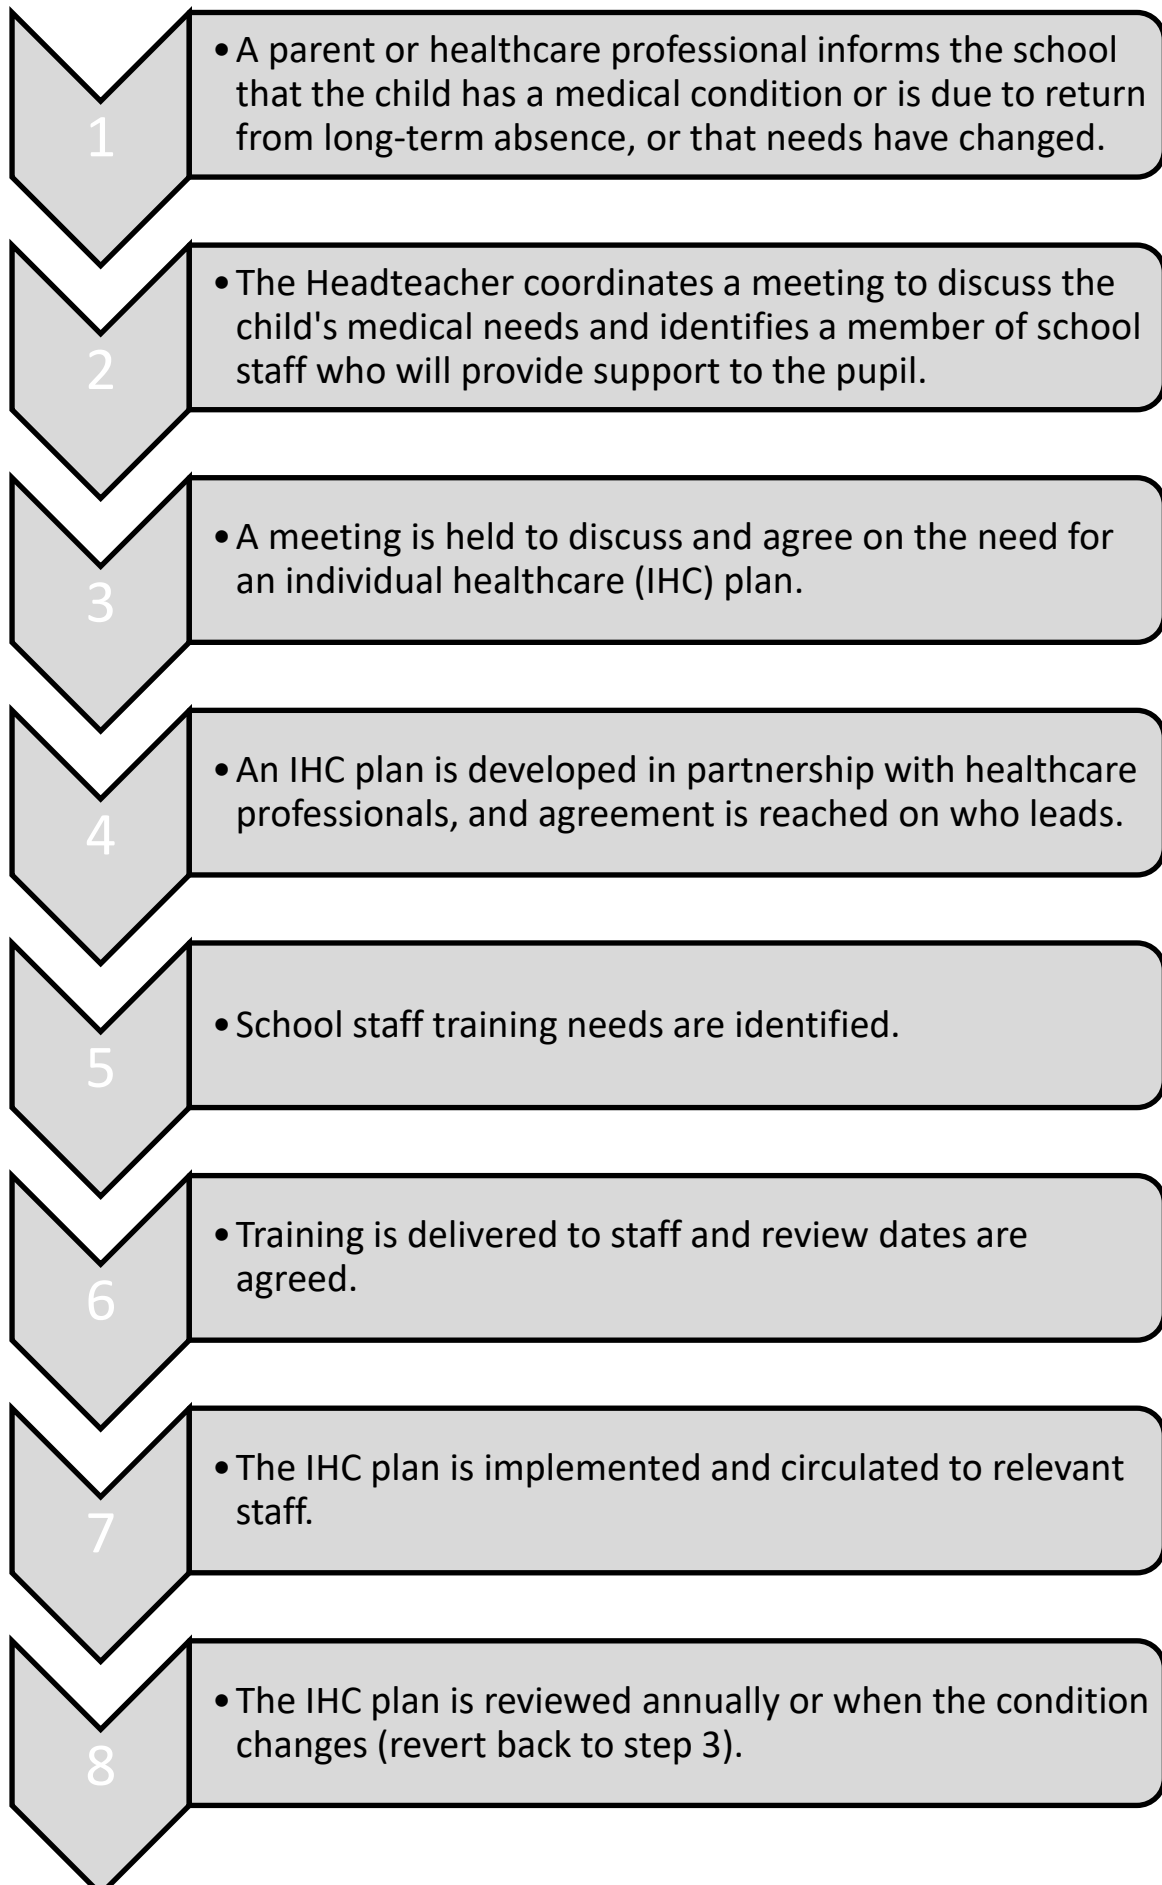 1
• A parent or healthcare professional informs the school
that the child has a medical condition or is due to return
from long-term absence, or that needs have changed.
2
• The Headteacher coordinates a meeting to discuss the
child's medical needs and identifies a member of school
staff who will provide support to the pupil.
3
• A meeting is held to discuss and agree on the need for
an individual healthcare (IHC) plan.
4
• An IHC plan is developed in partnership with healthcare
professionals, and agreement is reached on who leads.
5
• School staff training needs are identified.
6
• Training is delivered to staff and review dates are
agreed.
7
• The IHC plan is implemented and circulated to relevant
staff.
8
• The IHC plan is reviewed annually or when the condition
changes (revert back to step 3).